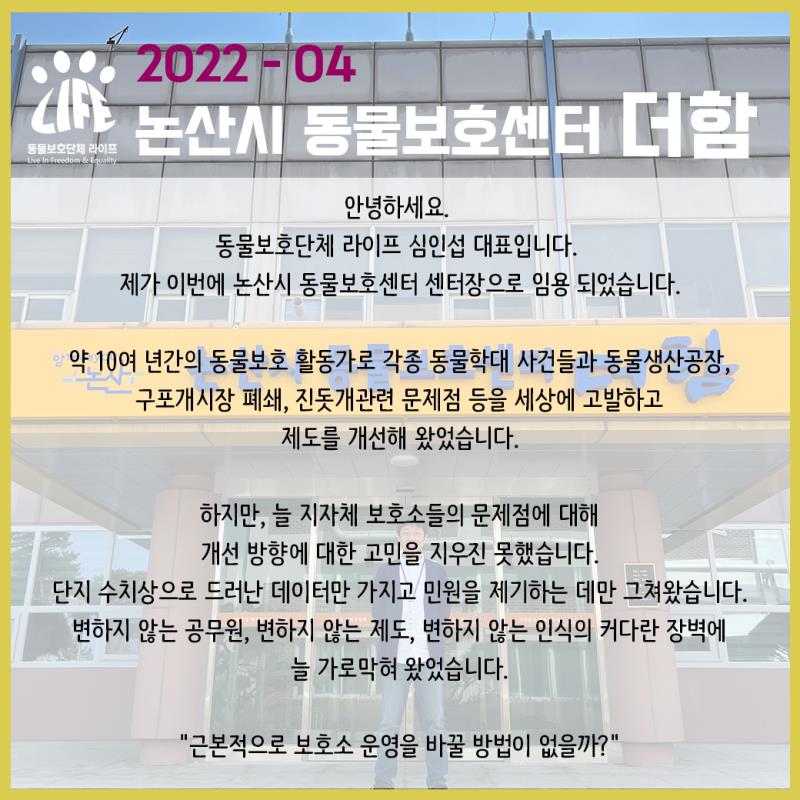 2022 - 04
LIFE
논산시 동물보호센터 더함
동물보호단체 라이프
Live In Freedom & Equality
안녕하세요.
동물보호단체 라이프 심인섭 대표입니다.
제가 이번에 논산시 동물보호센터 센터장으로 임용 되었습니다.
약 10여 년간의 동물보호 활동가로 각종 동물학대 사건들과 동물생산공장,
구포개시장 폐쇄, 진돗개관련 문제점 등을 세상에 고발하고
제도를 개선해 왔었습니다.
하지만, 늘 지자체 보호소들의 문제점에 대해
개선 방향에 대한 고민을 지우진 못했습니다.
단지 수치상으로 드러난 데이터만 가지고 민원을 제기하는 데만 그쳐왔습니다.
변하지 않는 공무원, 변하지 않는 제도, 변하지 않는 인식의 커다란 장벽에
늘 가로막혀 왔었습니다.
"근본적으로 보호소 운영을 바꿀 방법이 없을까?"
논산시 동물보호센터 더함